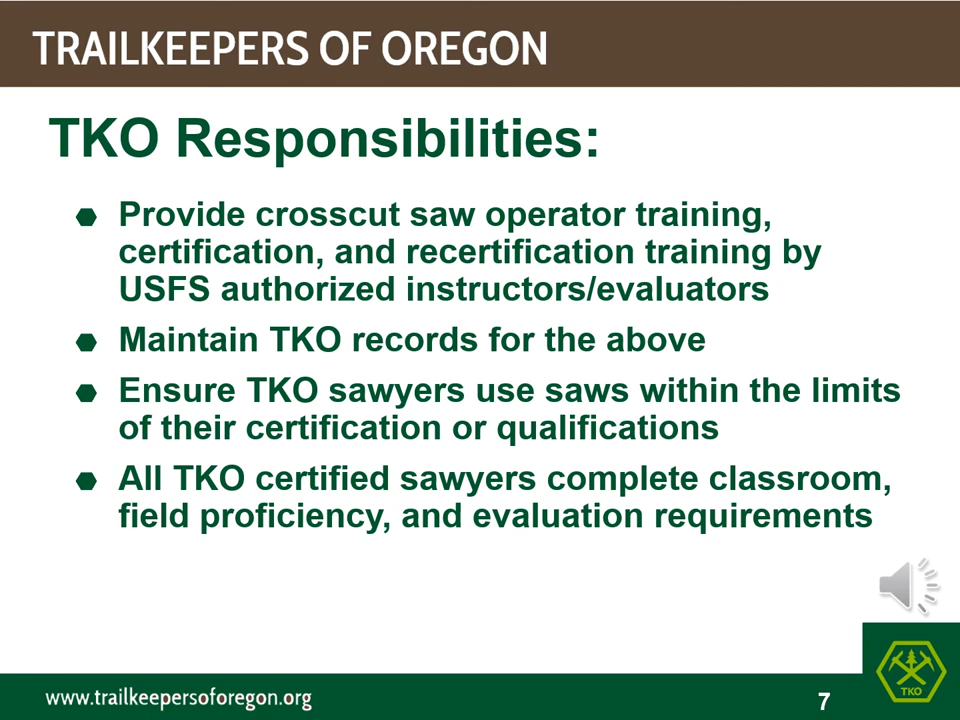 TRAILKEEPERS OF OREGON
TKO Responsibilities:
Provide crosscut saw operator training,
certification, and recertification training by
USFS authorized instructors/evaluators
Maintain TKO records for the above
Ensure TKO sawyers use saws within the limits
of their certification or qualifications
All TKO certified sawyers complete classroom,
field proficiency, and evaluation requirements
TKO
www.trailkeepersoforegon.org
7